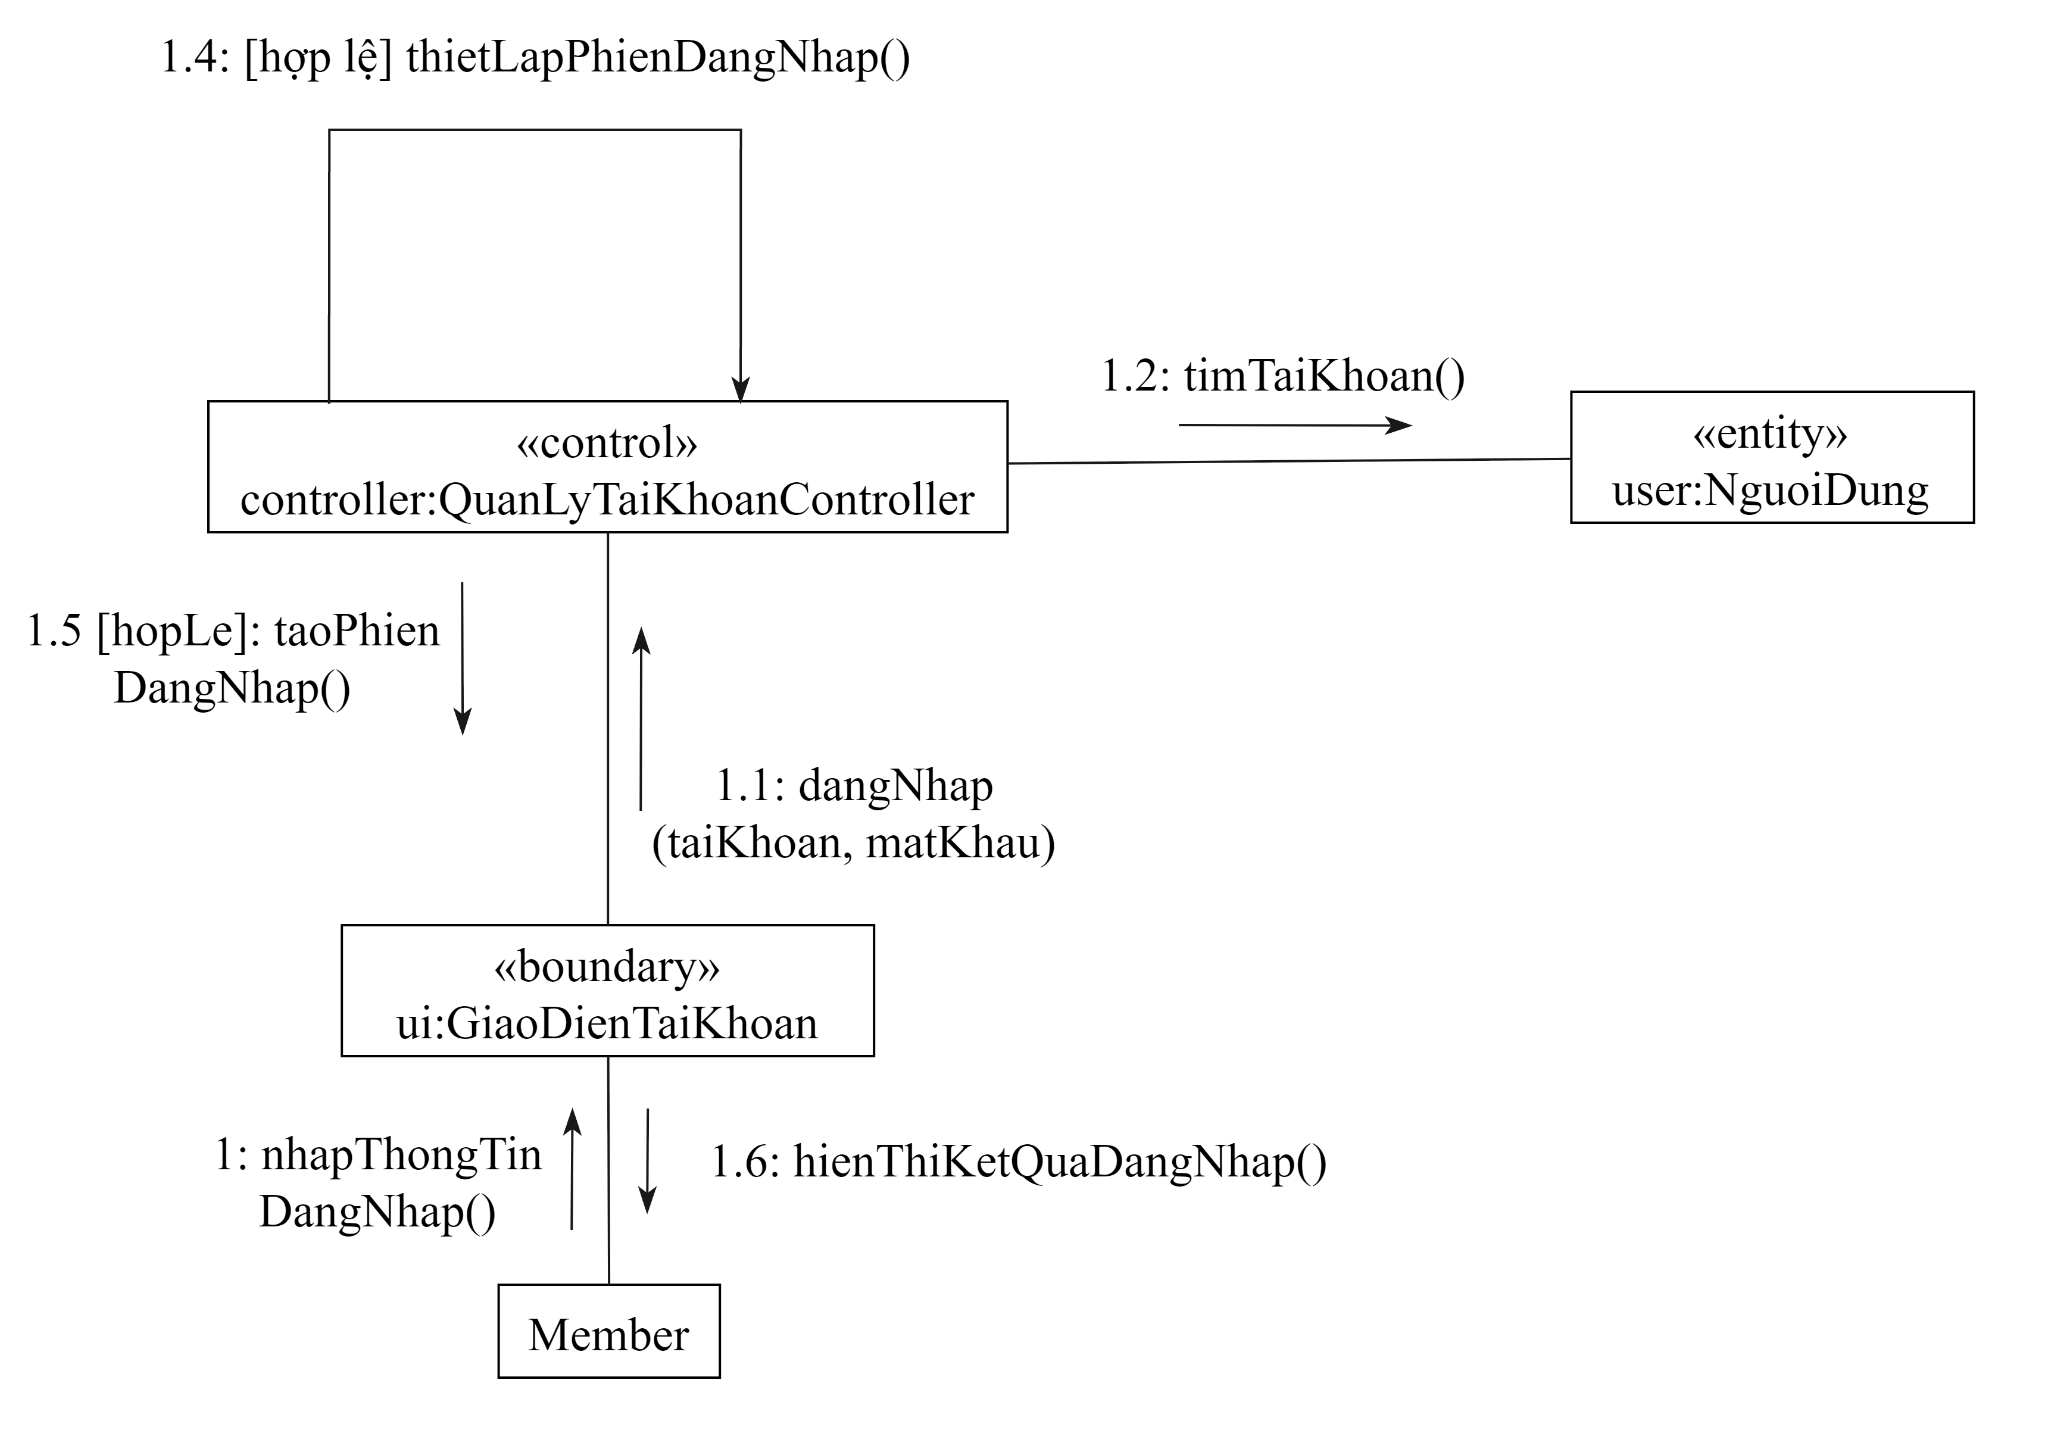 1.4: [hợp lệ] thietLapPhienDangNhap()
«control»
controller:QuanLyTaiKhoanController
1.2: timTaiKhoan()
«entity»
user:NguoiDung
1.5 [hopLe]: taoPhien
DangNhap()
1.1: dangNhap
(taiKhoan, matKhau)
«boundary»
ui:GiaoDienTaiKhoan
1: nhapThongTin
DangNhap()
1.6: hienThiKetQuaDangNhap()
Member